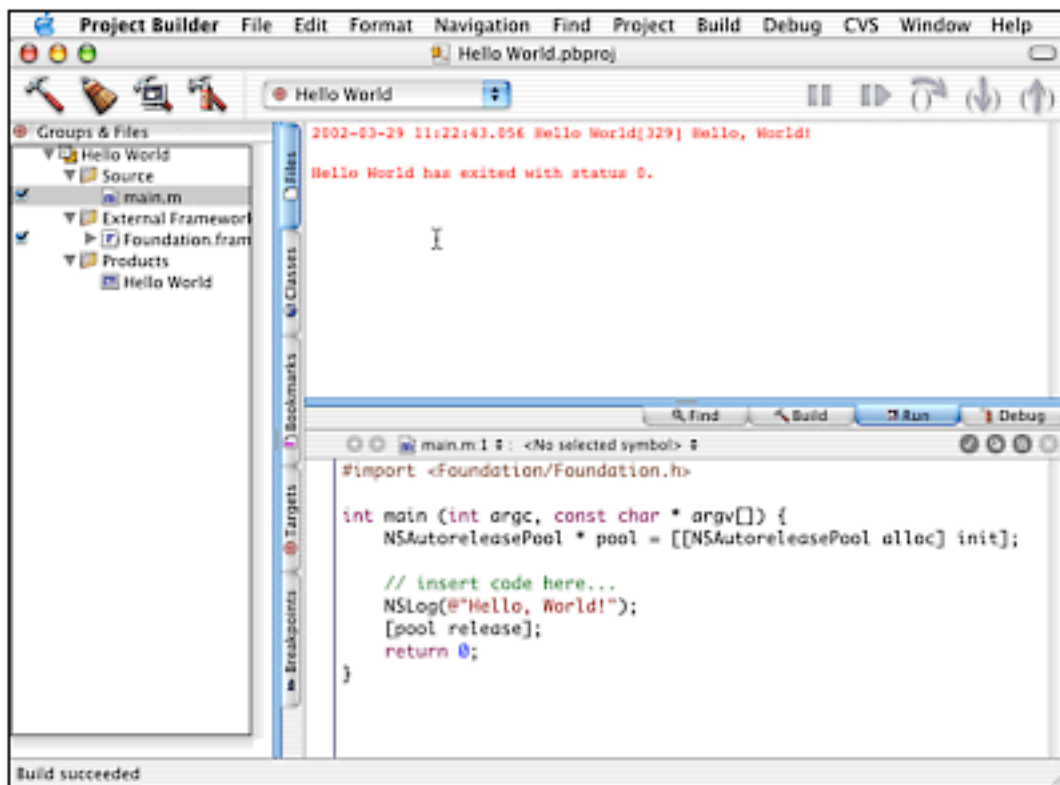 Project Builder File Edit Format Navigation Find Project Build Debug CVS Window Help
Hello World.pbproj
Hello World
Groups & Files
Hello World
Source
main.m
External Framework
Foundation.fram
Products
Hello World
Files
Classes
Bookmarks
Targets
Breakpoints
2002-03-29 11:22:43.056 Hello World[329] Hello, World!
Hello World has exited with status 0.
Find Build Run Debug
main.m:1 : <No selected symbol>
#import <Foundation/Foundation.h>
int main (int argc, const char * argv[]) {
NSAutoreleasePool * pool = [[NSAutoreleasePool alloc] init];
// insert code here...
NSLog(@"Hello, World!");
[pool release];
return 0;
}
Build succeeded